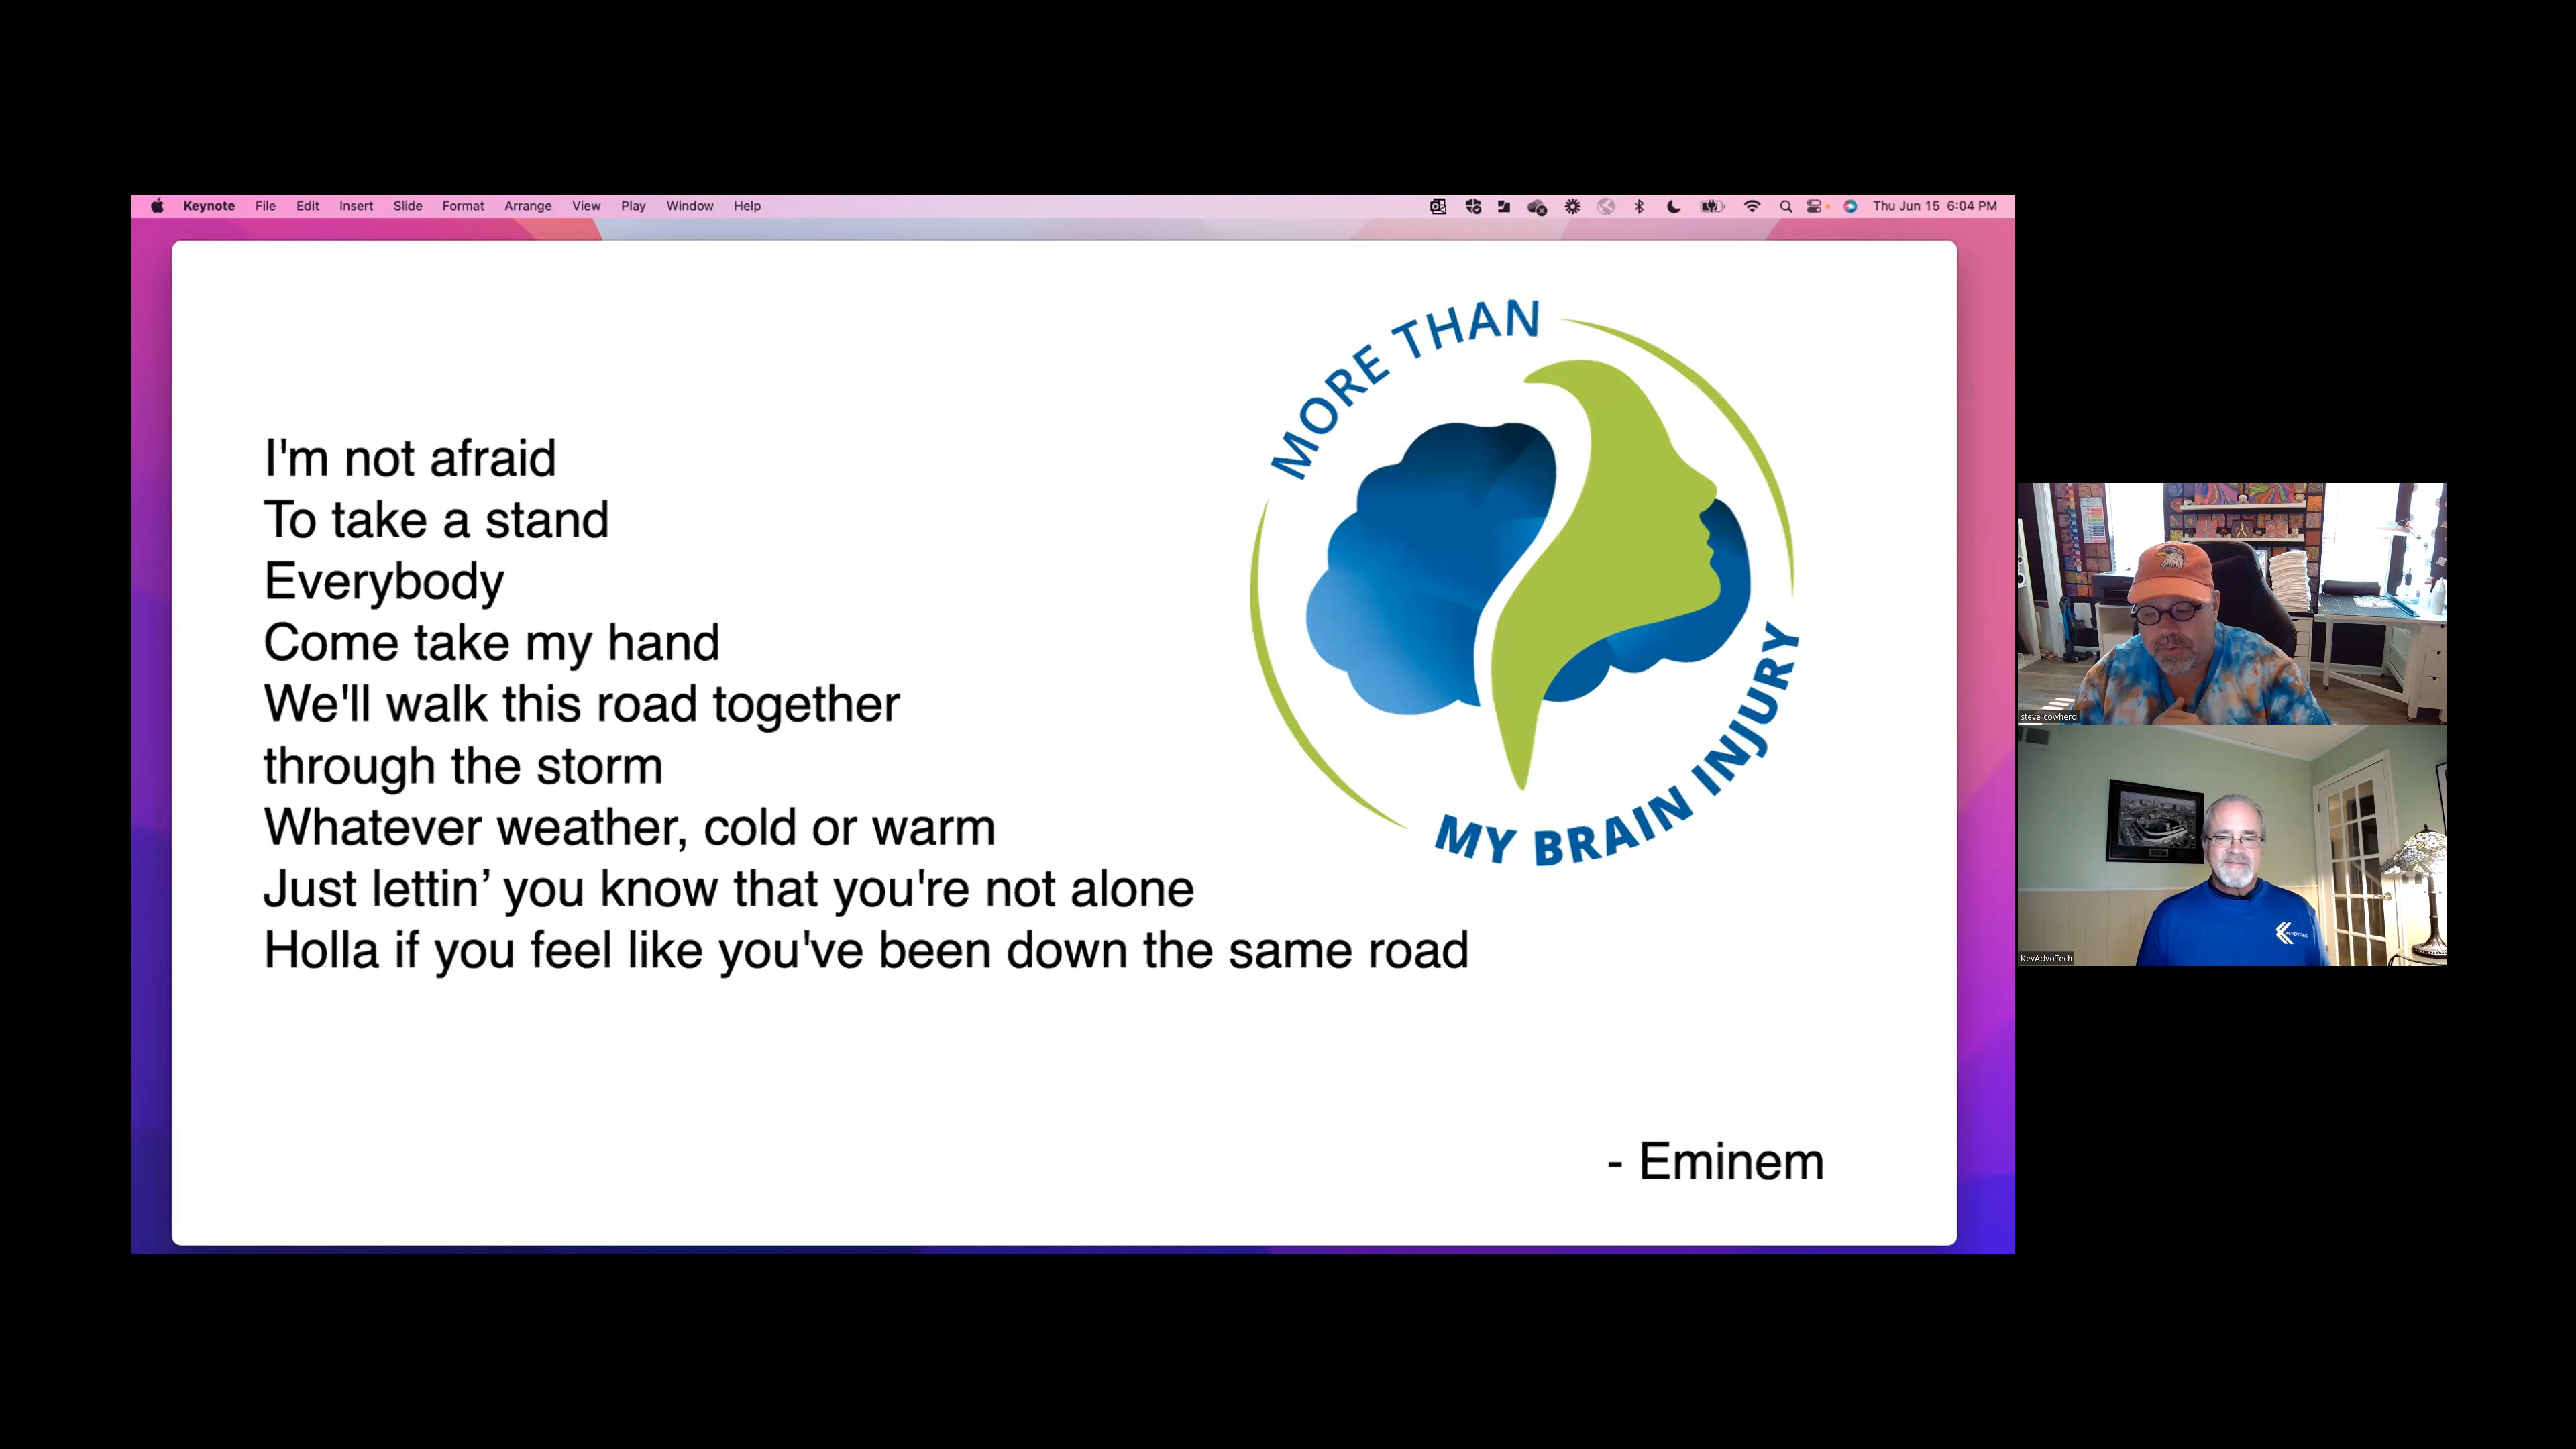 Keynote File Edit Insert Slide Format Arrange View Play Window Help Thu Jun 15 6:04 PM
MORE THAN
MY BRAIN INJURY
I'm not afraid
To take a stand
Everybody
Come take my hand
We'll walk this road together
through the storm
Whatever weather, cold or warm
Just lettin’ you know that you're not alone
Holla if you feel like you've been down the same road
- Eminem
steve cowherd
KevAdvoTech